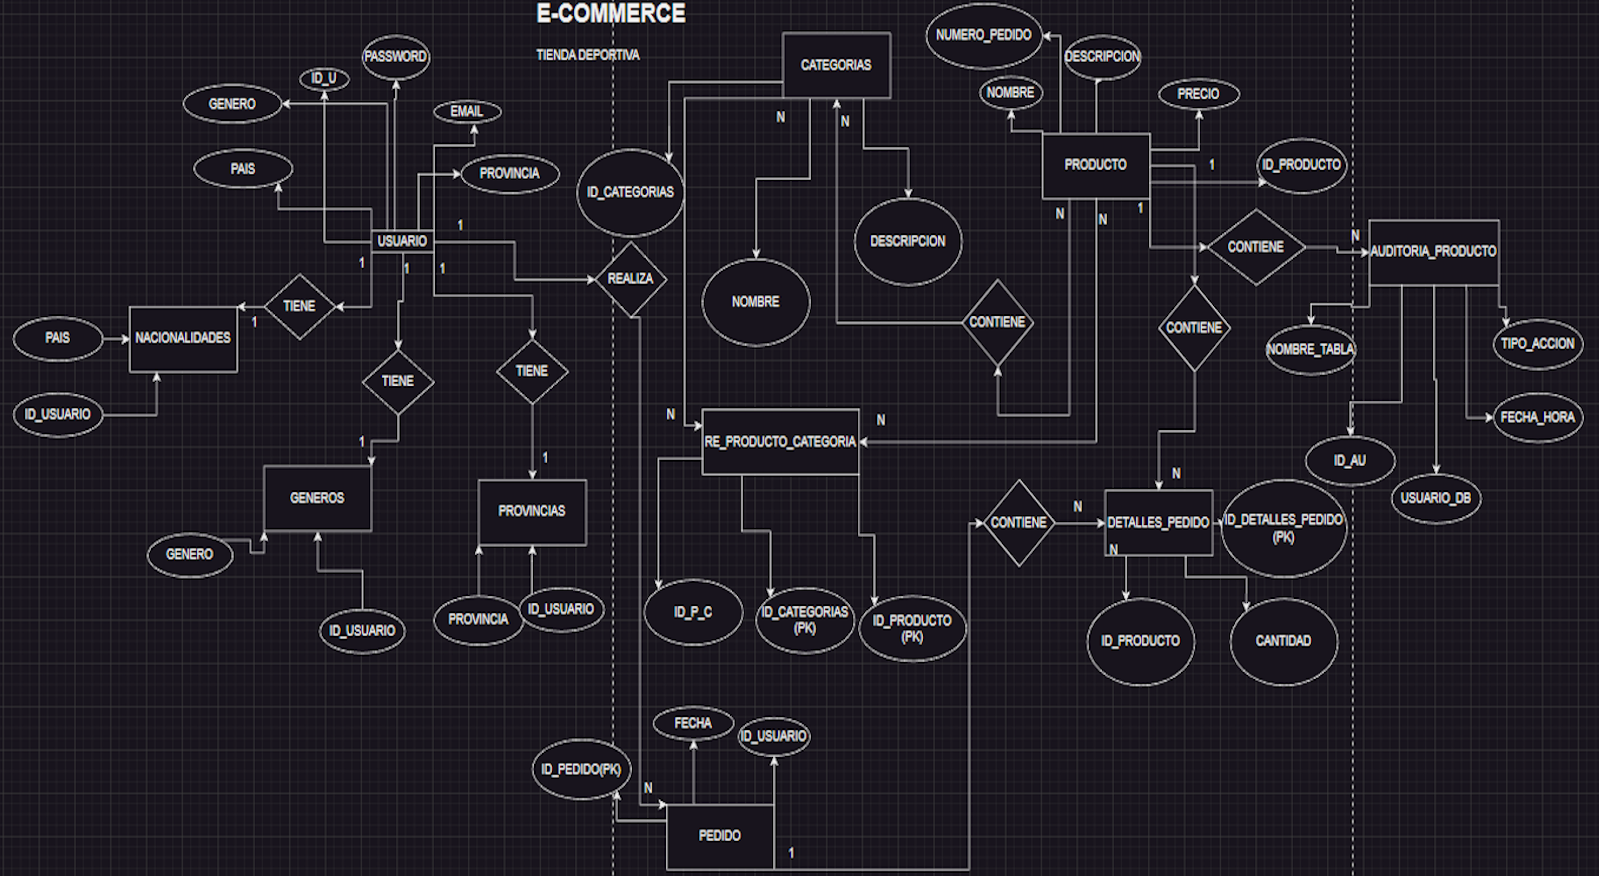 E-COMMERCE
TIENDA DEPORTIVA
NUMERO_PEDIDO
PASSWORD
DESCRIPCION
CATEGORIAS
ID_U
NOMBRE
PRECIO
GENERO
EMAIL
N
N
PAIS
PROVINCIA
PRODUCTO
1
ID_PRODUCTO
ID_CATEGORIAS
1
N
N
1
USUARIO
DESCRIPCION
CONTIENE
N
AUDITORIA_PRODUCTO
1
1
1
REALIZA
TIENE
NOMBRE
1
CONTIENE
CONTIENE
PAIS
NACIONALIDADES
NOMBRE_TABLA
TIPO_ACCION
TIENE
TIENE
ID_USUARIO
N
N
FECHA_HORA
1
RE_PRODUCTO_CATEGORIA
1
ID_AU
N
GENEROS
PROVINCIAS
USUARIO_DB
N
CONTIENE
DETALLES_PEDIDO
ID_DETALLES_PEDIDO
(PK)
N
GENERO
ID_P_C
ID_CATEGORIAS
(PK)
ID_PRODUCTO
(PK)
PROVINCIA
ID_USUARIO
ID_USUARIO
ID_PRODUCTO
CANTIDAD
FECHA
ID_USUARIO
ID_PEDIDO(PK)
N
PEDIDO
1